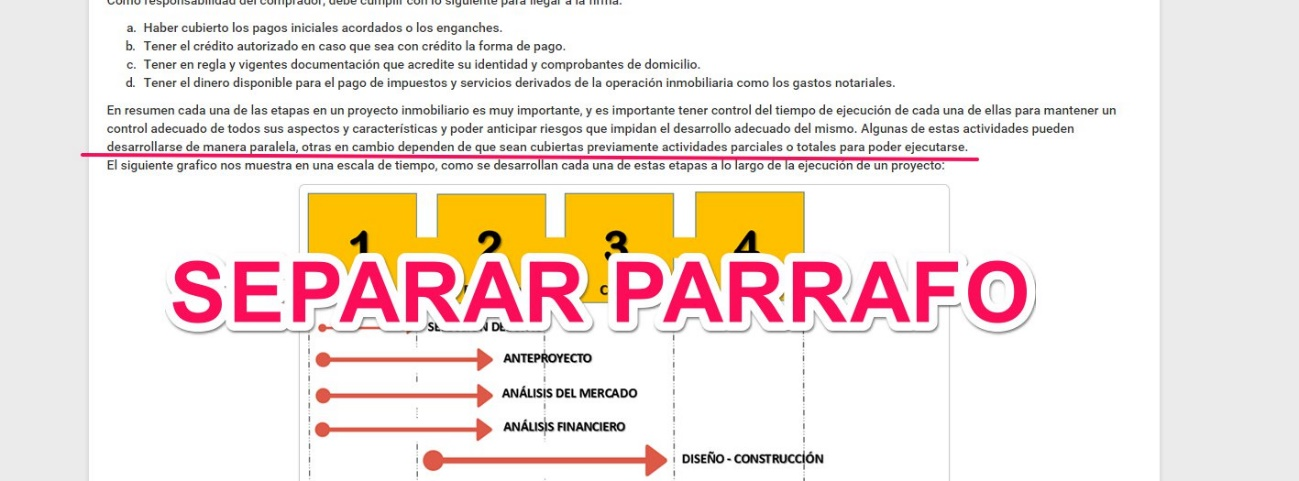 Como responsabilidad del comprador, debe cumplir con lo siguiente para llegar a la firma:
a. Haber cubierto los pagos iniciales acordados o los enganches.
b. Tener el crédito autorizado en caso que sea con crédito la forma de pago.
c. Tener en regla y vigentes documentación que acredite su identidad y comprobantes de domicilio.
d. Tener el dinero disponible para el pago de impuestos y servicios derivados de la operación inmobiliaria como los gastos notariales.
En resumen cada una de las etapas en un proyecto inmobiliario es muy importante, y es importante tener control del tiempo de ejecución de cada una de ellas para mantener un
control adecuado de todos sus aspectos y características y poder anticipar riesgos que impidan el desarrollo adecuado del mismo. Algunas de estas actividades pueden
desarrollarse de manera paralela, otras en cambio dependen de que sean cubiertas previamente actividades parciales o totales para poder ejecutarse.
El siguiente grafico nos muestra en una escala de tiempo, como se desarrollan cada una de estas etapas a lo largo de la ejecución de un proyecto:
1 2 3 4
SEPARAR PARRAFO
ANTEPROYECTO
ANÁLISIS DEL MERCADO
ANÁLISIS FINANCIERO
DISEÑO - CONSTRUCCIÓN